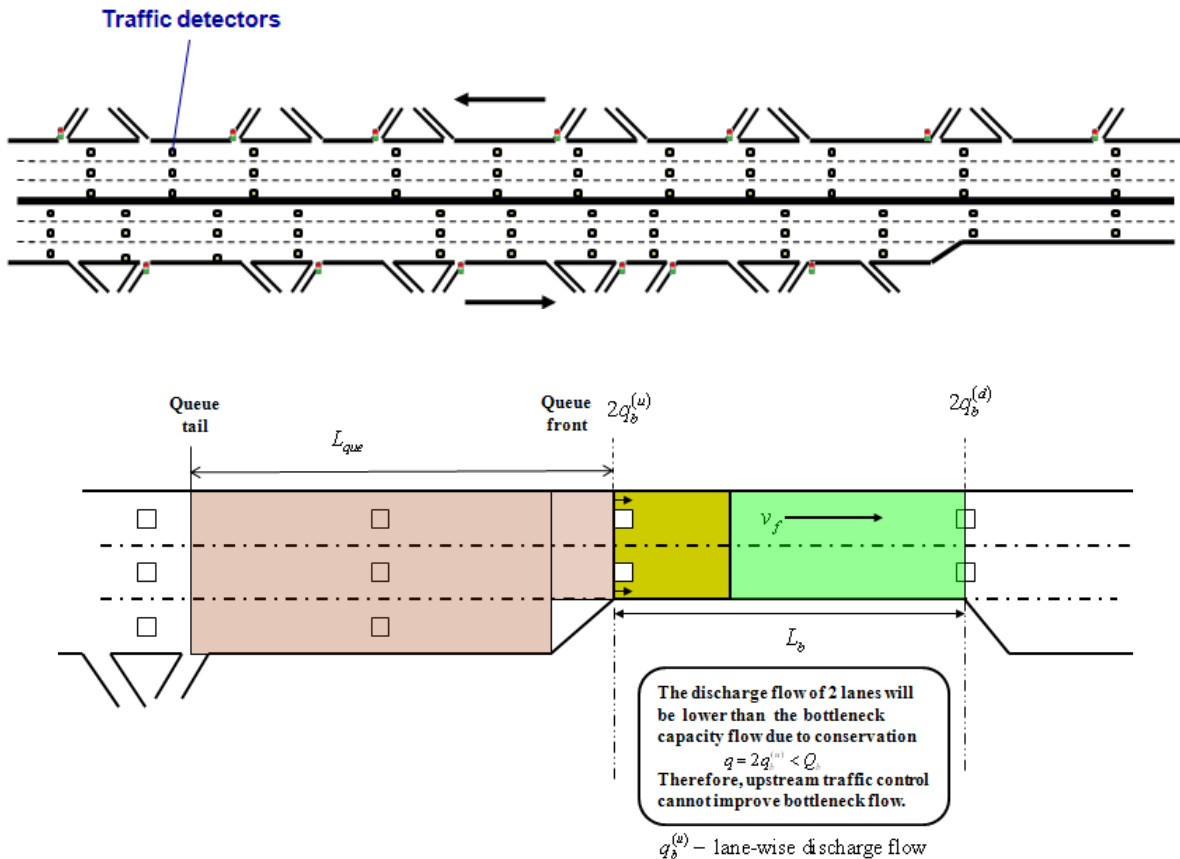 Traffic detectors
Queue
tail
Queue
front
2q_b^{(u)}
2q_b^{(d)}
L_{que}
v_f
L_b
The discharge flow of 2 lanes will
be lower than the bottleneck
capacity flow due to conservation
q = 2q_b^{(u)} < Q_b
Therefore, upstream traffic control
cannot improve bottleneck flow.
q_b^{(u)} – lane-wise discharge flow